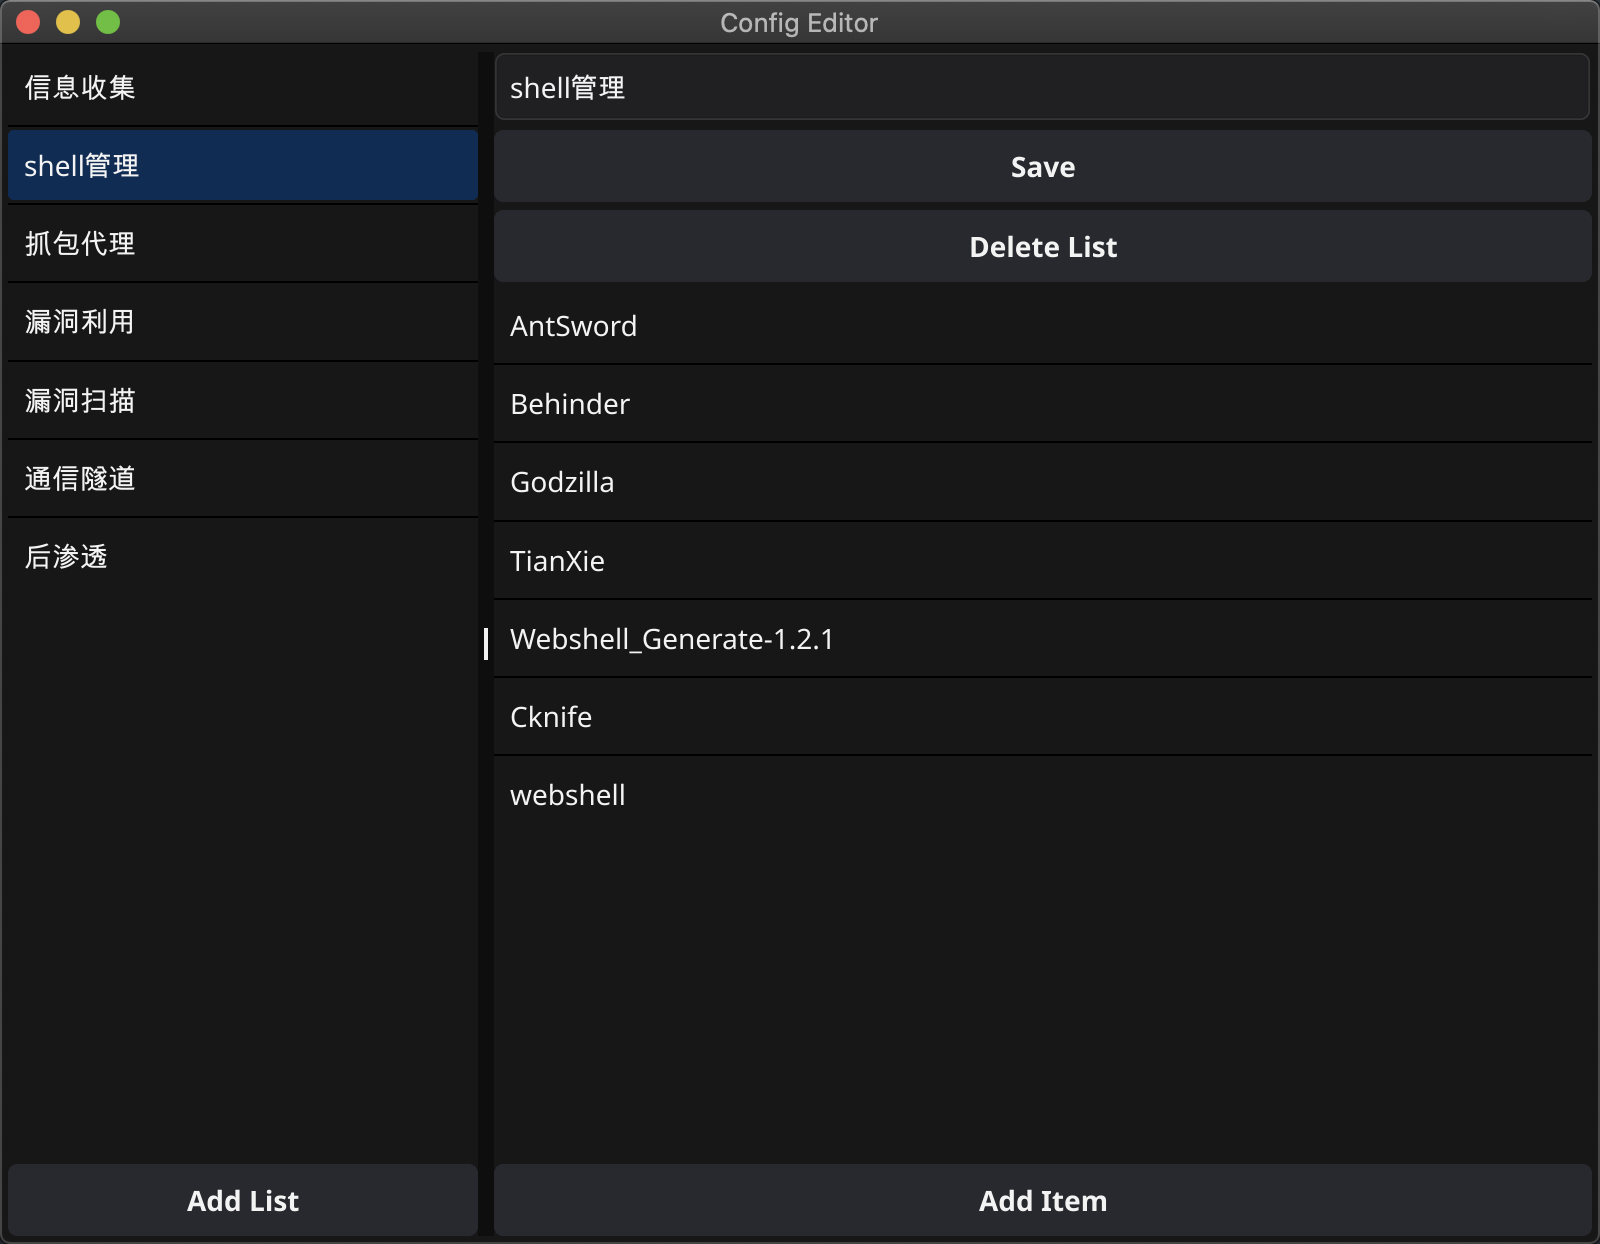 Config Editor
信息收集
shell管理
抓包代理
漏洞利用
漏洞扫描
通信隧道
后渗透
Add List
shell管理
Save
Delete List
AntSword
Behinder
Godzilla
TianXie
Webshell_Generate-1.2.1
Cknife
webshell
Add Item